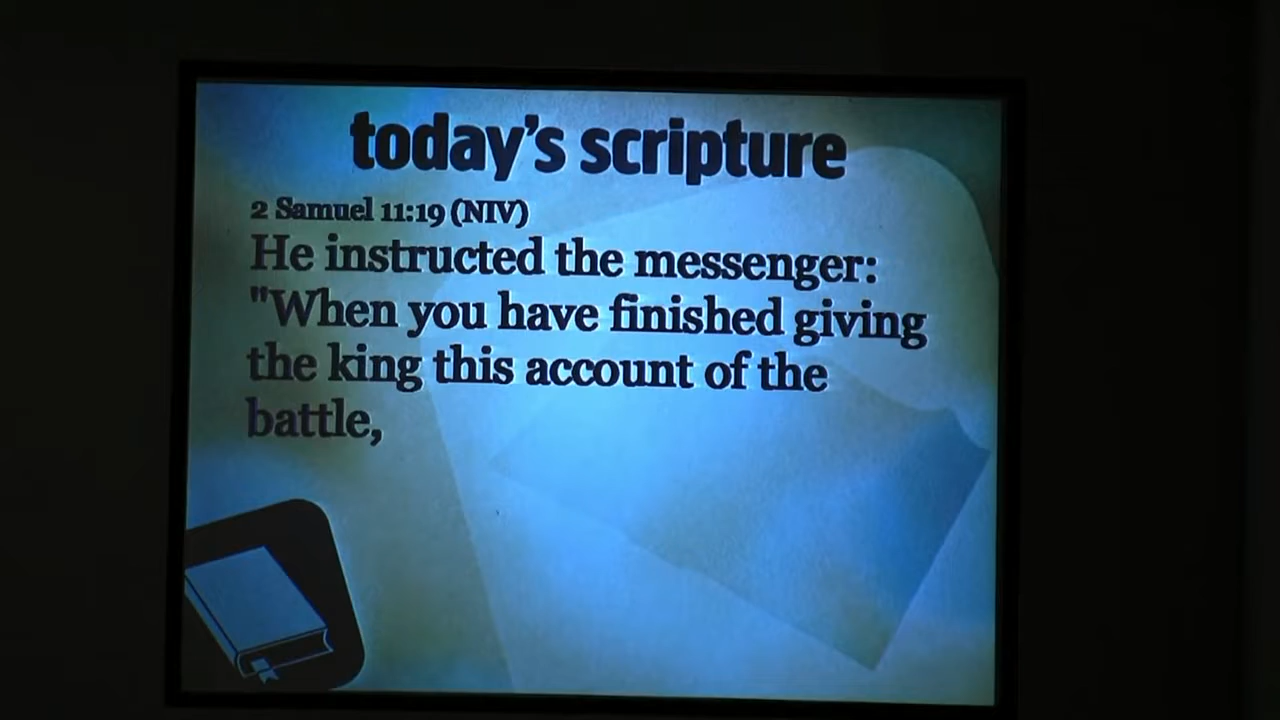 today's scripture
2 Samuel 11:19 (NIV)
He instructed the messenger:
"When you have finished giving
the king this account of the
battle,